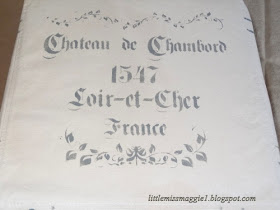 Chateau de Chambord
1547
Loir-et-Cher
France
littlemissmaggie1.blogspot.com